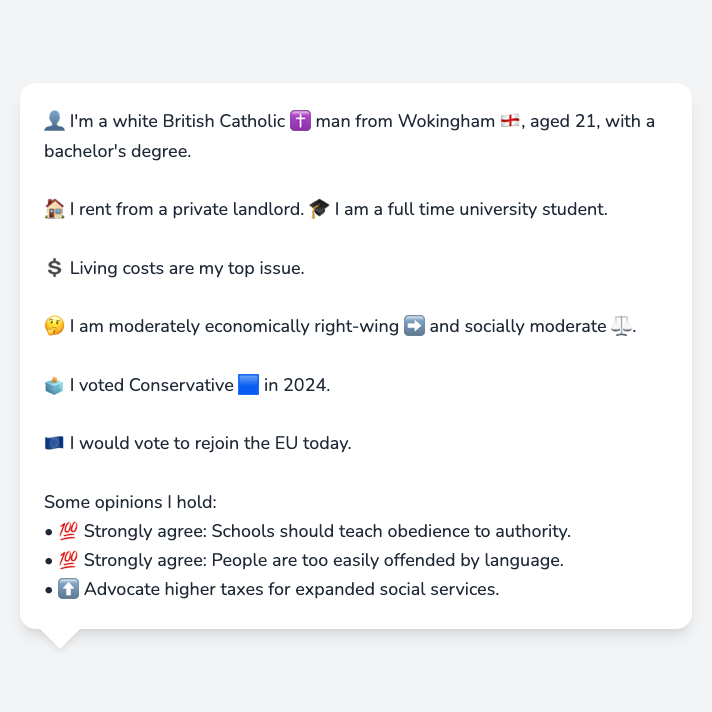 👤 I'm a white British Catholic ✝️ man from Wokingham 🏴󠁧󠁢󠁥󠁮󠁧󠁿, aged 21, with a
bachelor's degree.
🏠 I rent from a private landlord. 🎓 I am a full time university student.
💲 Living costs are my top issue.
🤔 I am moderately economically right-wing ➡️ and socially moderate ⚖️.
🗳️ I voted Conservative 🟦 in 2024.
🇪🇺 I would vote to rejoin the EU today.
Some opinions I hold:
• 💯 Strongly agree: Schools should teach obedience to authority.
• 💯 Strongly agree: People are too easily offended by language.
• ⬆️ Advocate higher taxes for expanded social services.